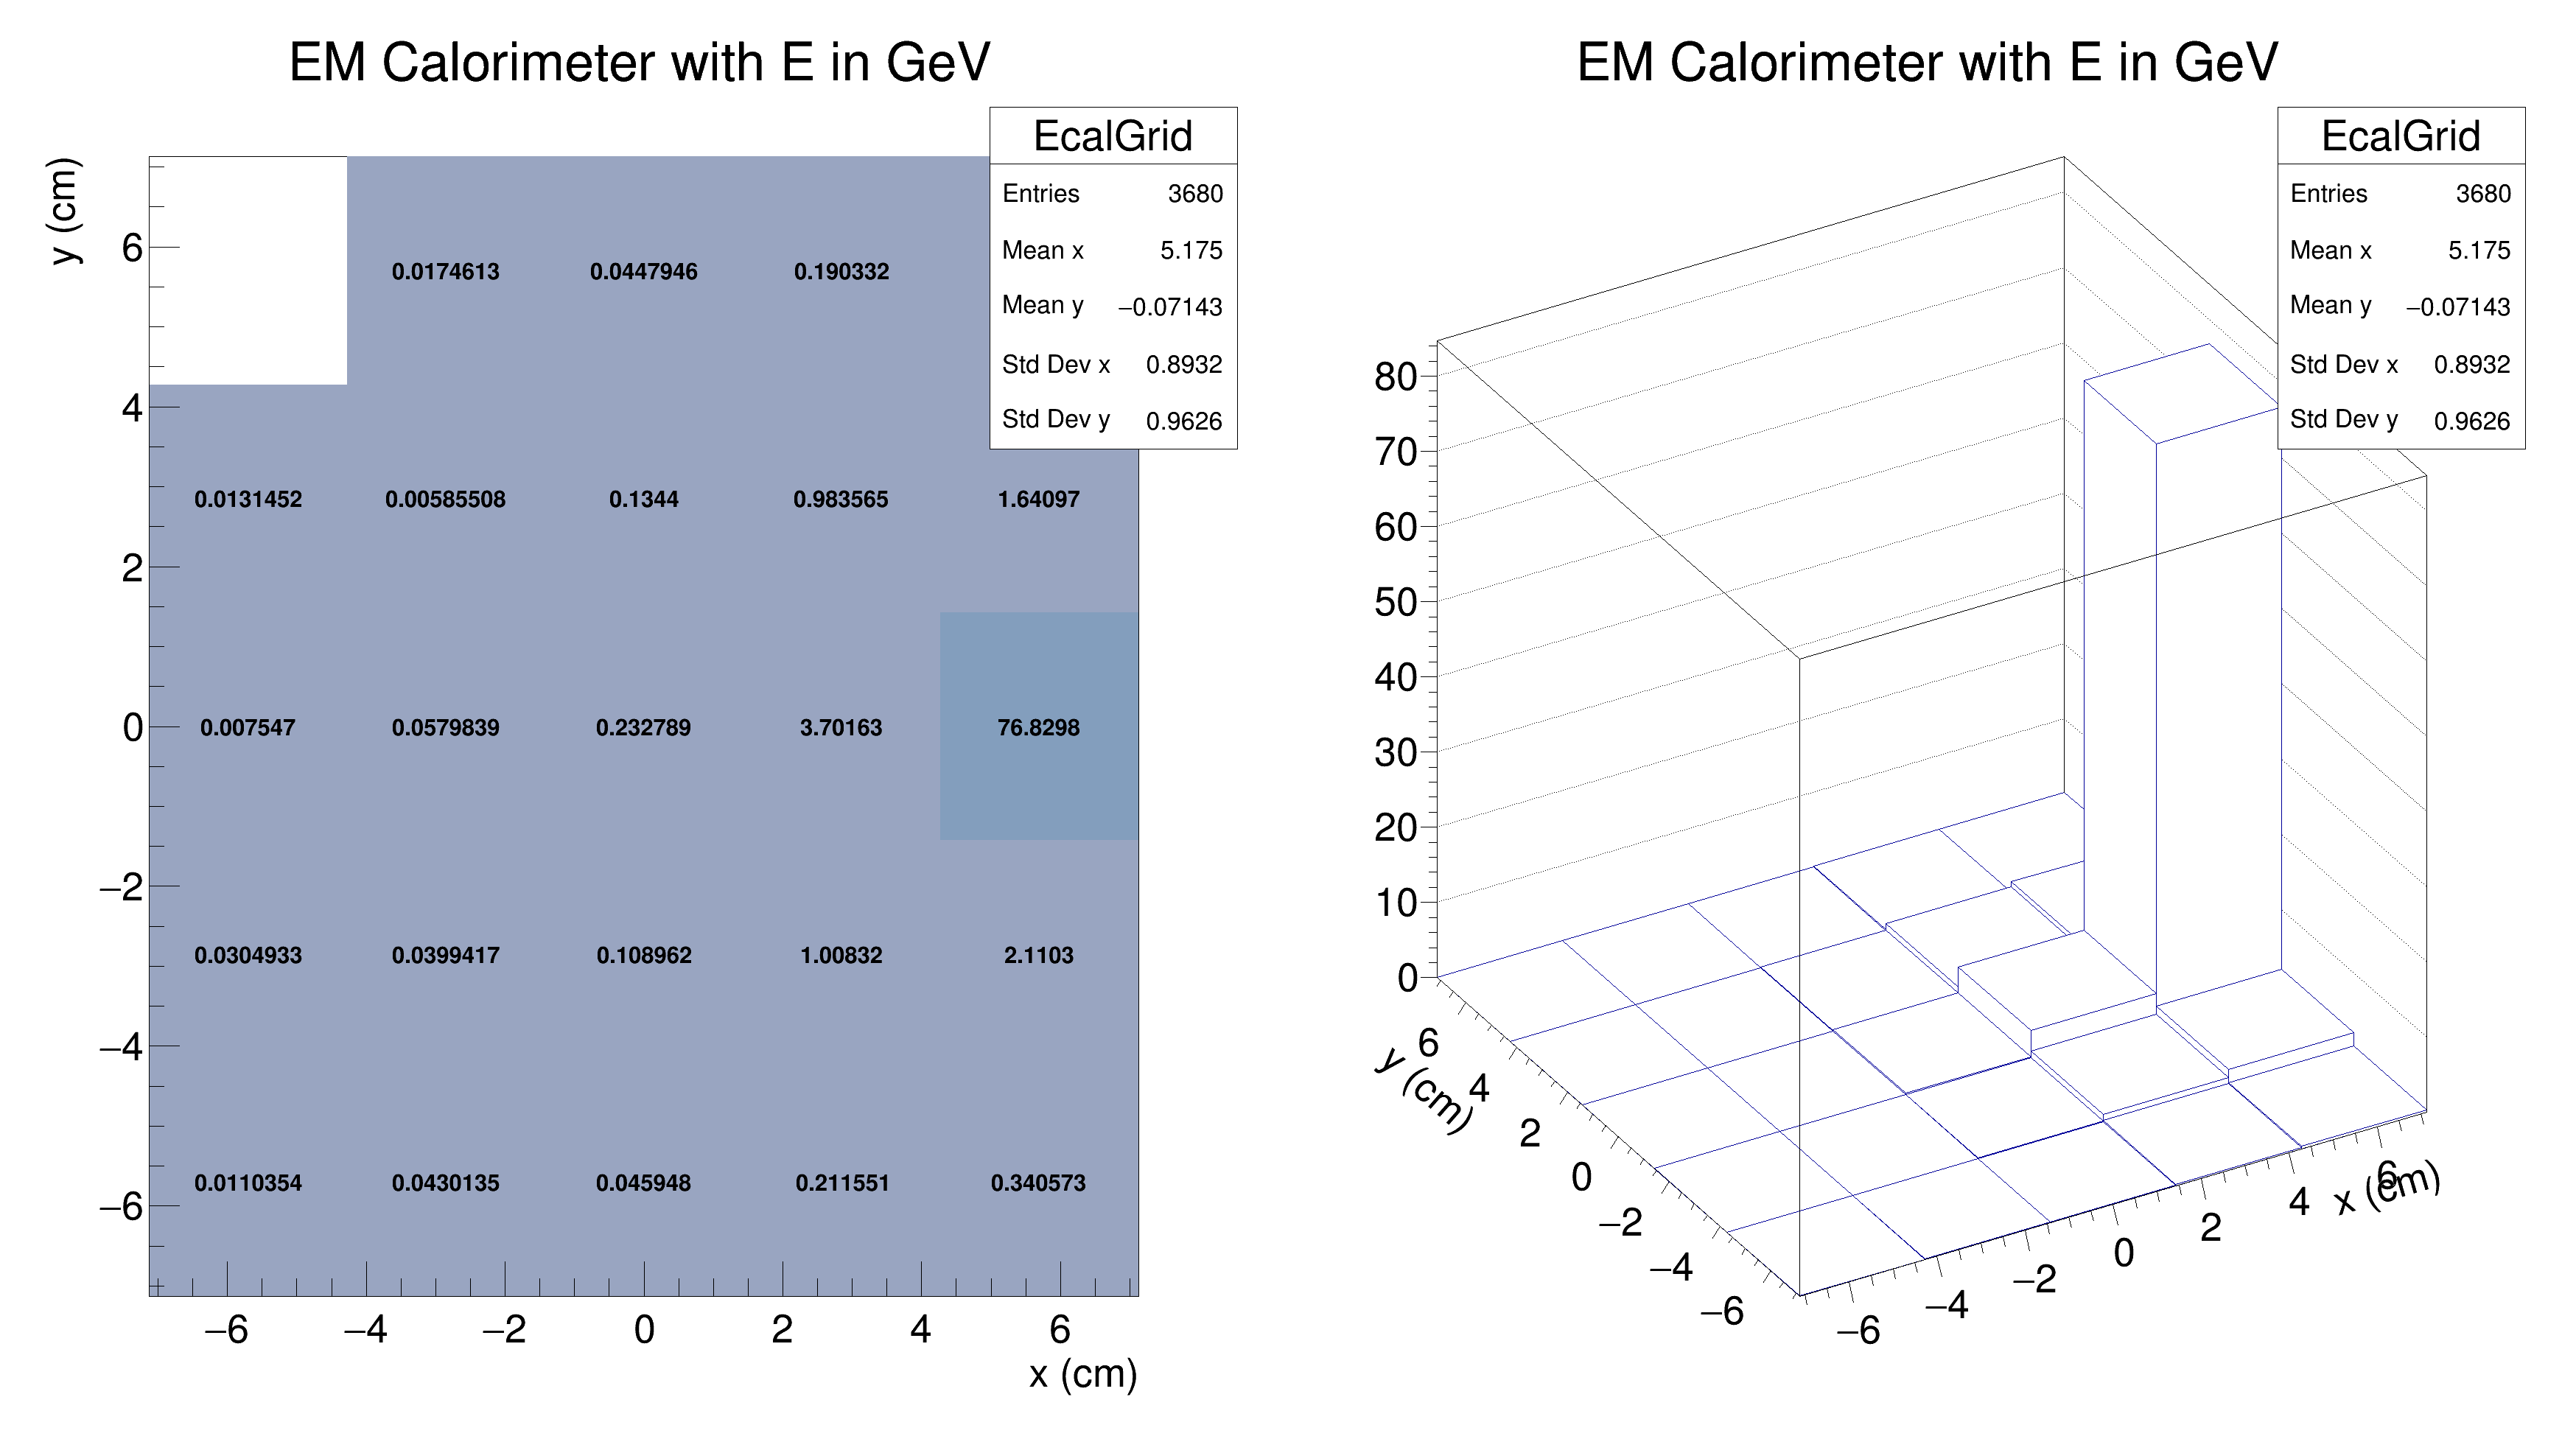 EM Calorimeter with E in GeV
EcalGrid
Entries 3680
Mean x 5.175
Mean y −0.07143
Std Dev x 0.8932
Std Dev y 0.9626
y (cm)
6
4
2
0
−2
−4
−6
0.0174613 0.0447946 0.190332
0.0131452 0.00585508 0.1344 0.983565 1.64097
0.007547 0.0579839 0.232789 3.70163 76.8298
0.0304933 0.0399417 0.108962 1.00832 2.1103
0.0110354 0.0430135 0.045948 0.211551 0.340573
−6 −4 −2 0 2 4 6
x (cm)
EM Calorimeter with E in GeV
EcalGrid
Entries 3680
Mean x 5.175
Mean y −0.07143
Std Dev x 0.8932
Std Dev y 0.9626
80
70
60
50
40
30
20
10
0
y (cm)
6
4
2
0
−2
−4
−6
−6 −4 −2 0 2 4 6
x (cm)